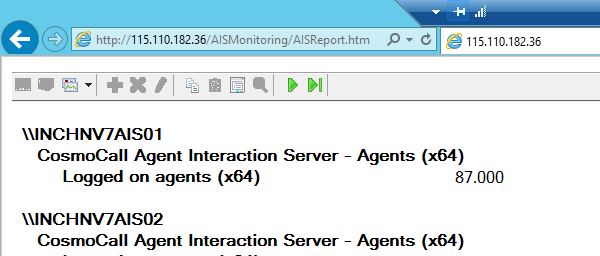 http://115.110.182.36/AISMonitoring/AISReport.htm
115.110.182.36
\\INCHNV7AIS01
CosmoCall Agent Interaction Server - Agents (x64)
Logged on agents (x64) 87.000
\\INCHNV7AIS02
CosmoCall Agent Interaction Server - Agents (x64)